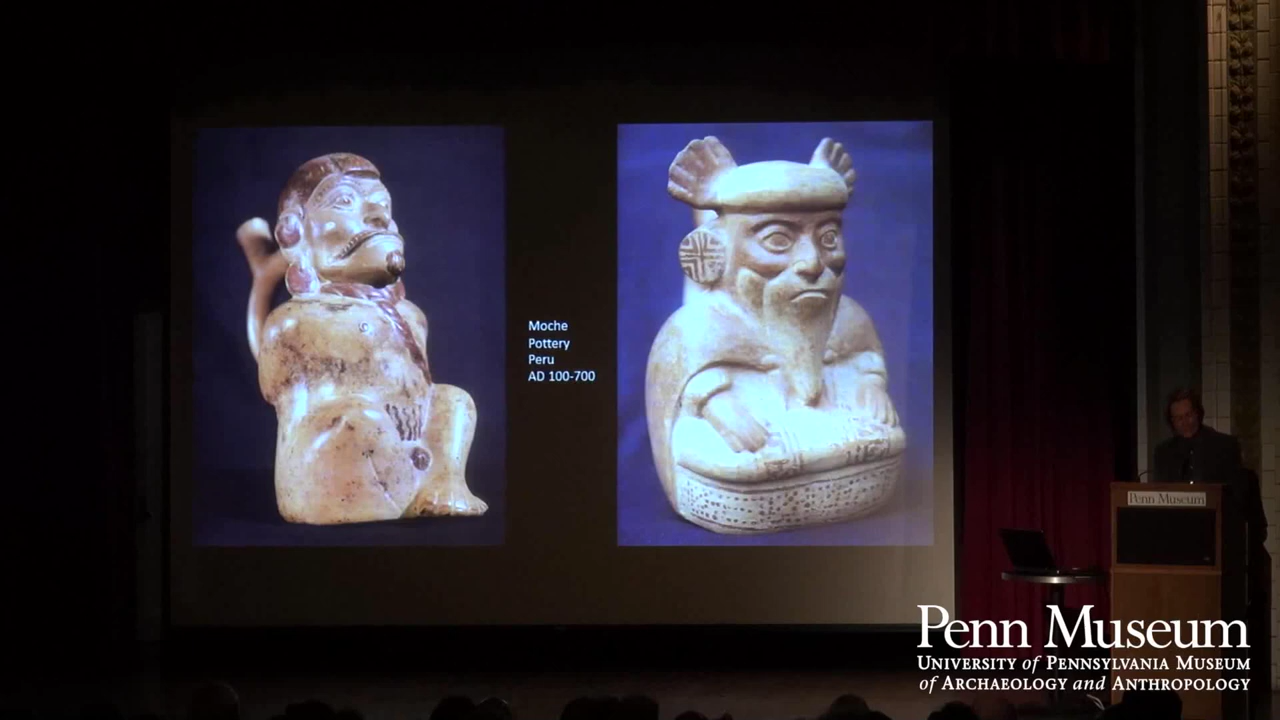 Moche
Pottery
Peru
AD 100-700
Penn Museum
Penn Museum
UNIVERSITY of PENNSYLVANIA MUSEUM
of ARCHAEOLOGY and ANTHROPOLOGY